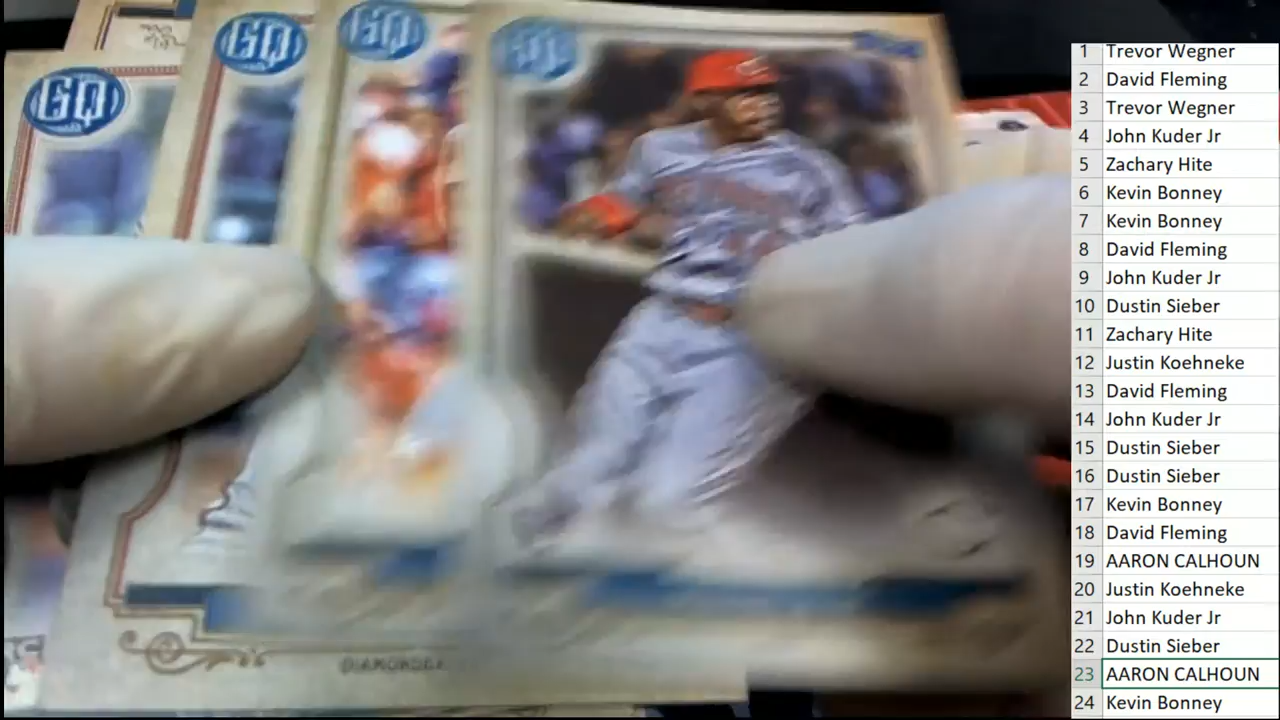 GQ
GQ
GQ
GQ
1 Trevor Wegner
2 David Fleming
3 Trevor Wegner
4 John Kuder Jr
5 Zachary Hite
6 Kevin Bonney
7 Kevin Bonney
8 David Fleming
9 John Kuder Jr
10 Dustin Sieber
11 Zachary Hite
12 Justin Koehneke
13 David Fleming
14 John Kuder Jr
15 Dustin Sieber
16 Dustin Sieber
17 Kevin Bonney
18 David Fleming
19 AARON CALHOUN
20 Justin Koehneke
21 John Kuder Jr
22 Dustin Sieber
23 AARON CALHOUN
24 Kevin Bonney